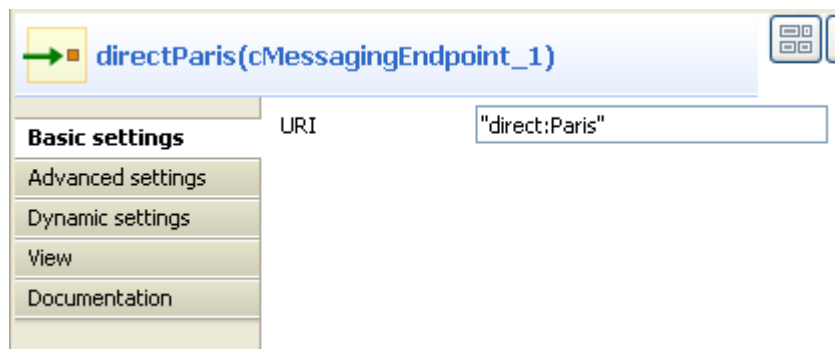 directParis(cMessagingEndpoint_1)
Basic settings
URI
"direct:Paris"
Advanced settings
Dynamic settings
View
Documentation